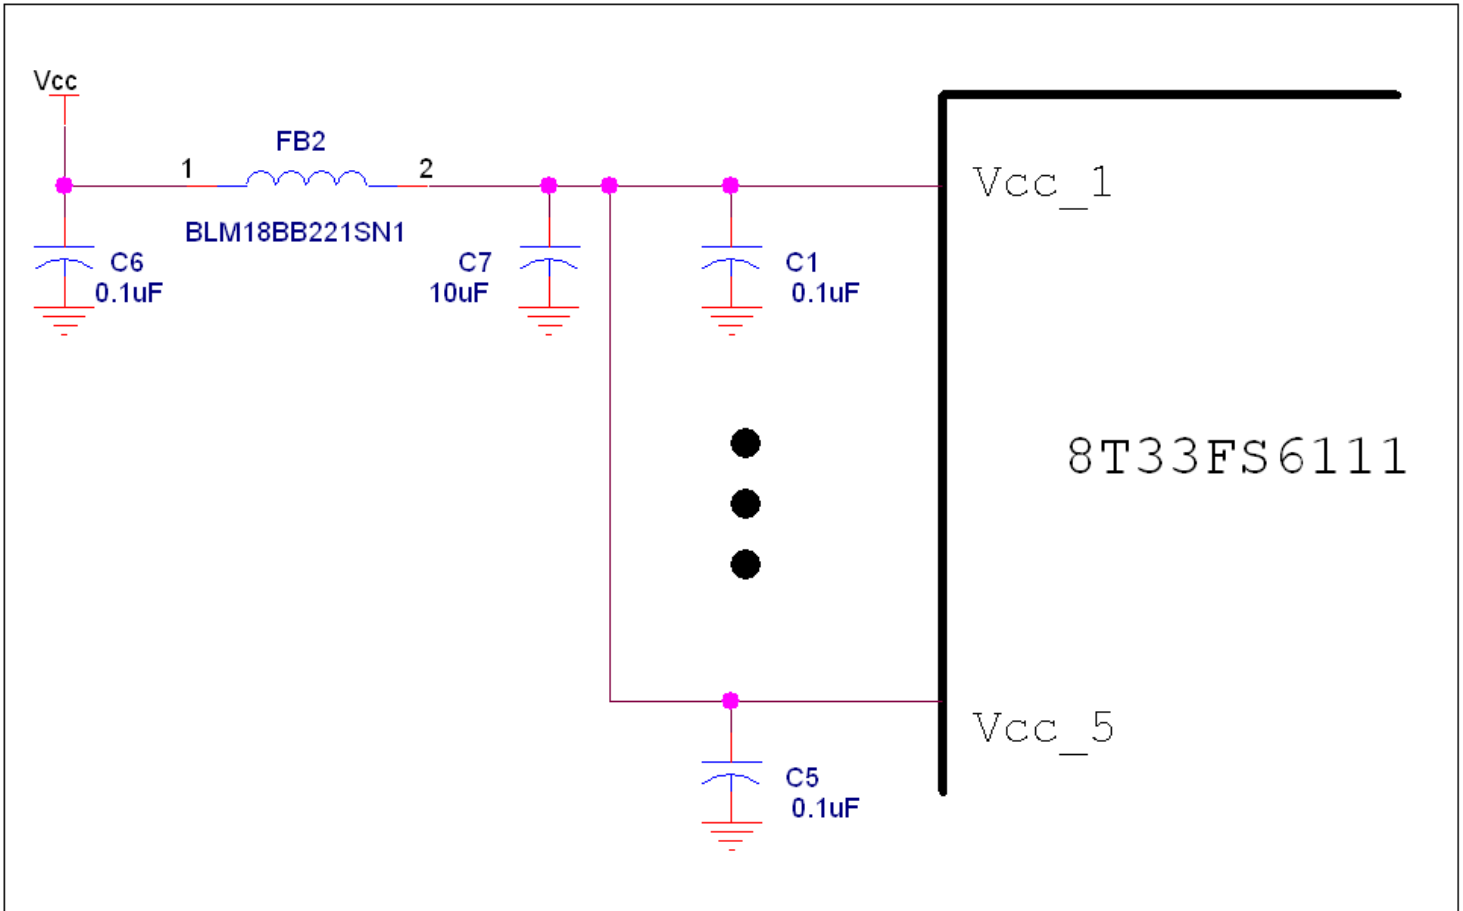 Vcc
FB2
1
2
BLM18BB221SN1
Vcc_1
C6
0.1uF
C7
10uF
C1
0.1uF
8T33FS6111
Vcc_5
C5
0.1uF